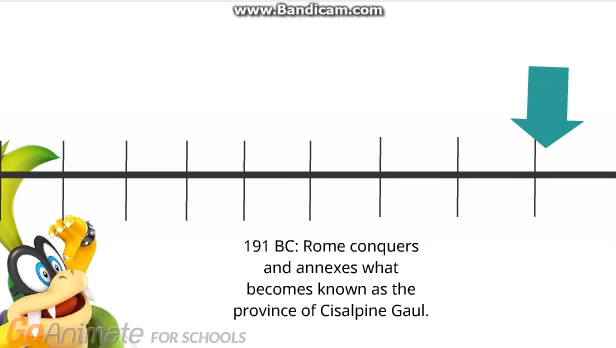 www.Bandicam.com
191 BC: Rome conquers
and annexes what
becomes known as the
province of Cisalpine Gaul.
GoAnimate FOR SCHOOLS